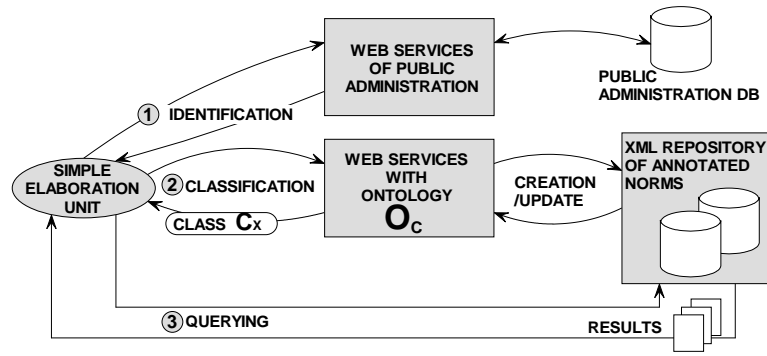 WEB SERVICES
OF PUBLIC
ADMINISTRATION
PUBLIC
ADMINISTRATION DB
1 IDENTIFICATION
SIMPLE
ELABORATION
UNIT
2 CLASSIFICATION
CLASS Cx
WEB SERVICES
WITH
ONTOLOGY
Oc
CREATION
/UPDATE
XML REPOSITORY
OF ANNOTATED
NORMS
3 QUERYING
RESULTS